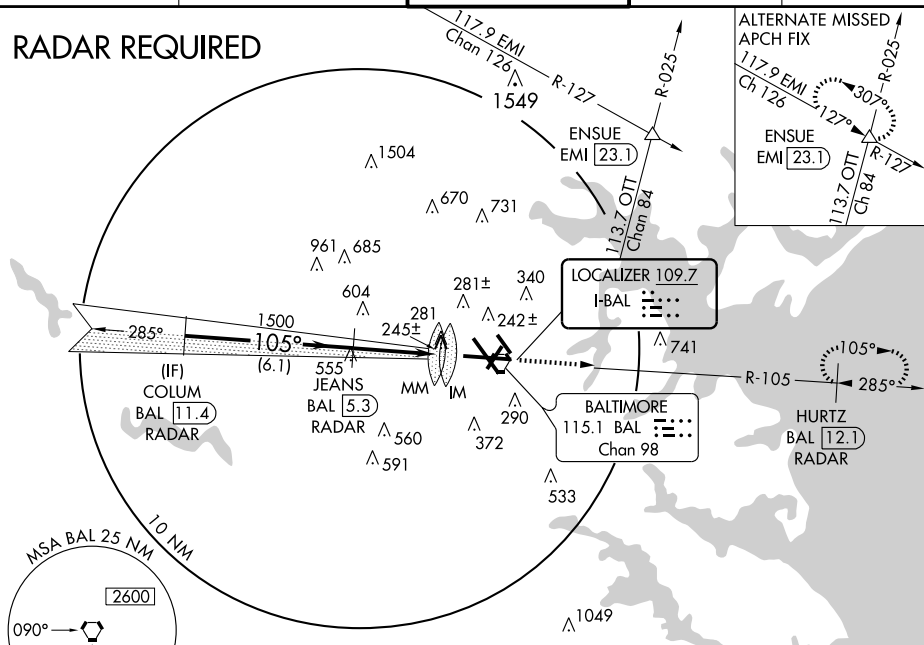 RADAR REQUIRED
117.9 EMI
Chan 126
R-127
R-025
1549
ENSUE
EMI 23.1
113.7 OTT
Chan 84
ALTERNATE MISSED
APCH FIX
117.9 EMI
Ch 126
R-025
307°
127°
ENSUE
EMI 23.1
R-127
113.7 OTT
Ch 84
1504
670
731
961
685
604
281
245±
281±
340
242±
LOCALIZER 109.7
I-BAL
741
285°
1500
105°
(6.1)
555
(IF)
COLUM
BAL 11.4
RADAR
JEANS
BAL 5.3
RADAR
MM
IM
290
372
560
591
533
BALTIMORE
115.1 BAL
Chan 98
R-105
105°
285°
HURTZ
BAL 12.1
RADAR
10 NM
MSA BAL 25 NM
2600
090°
1049